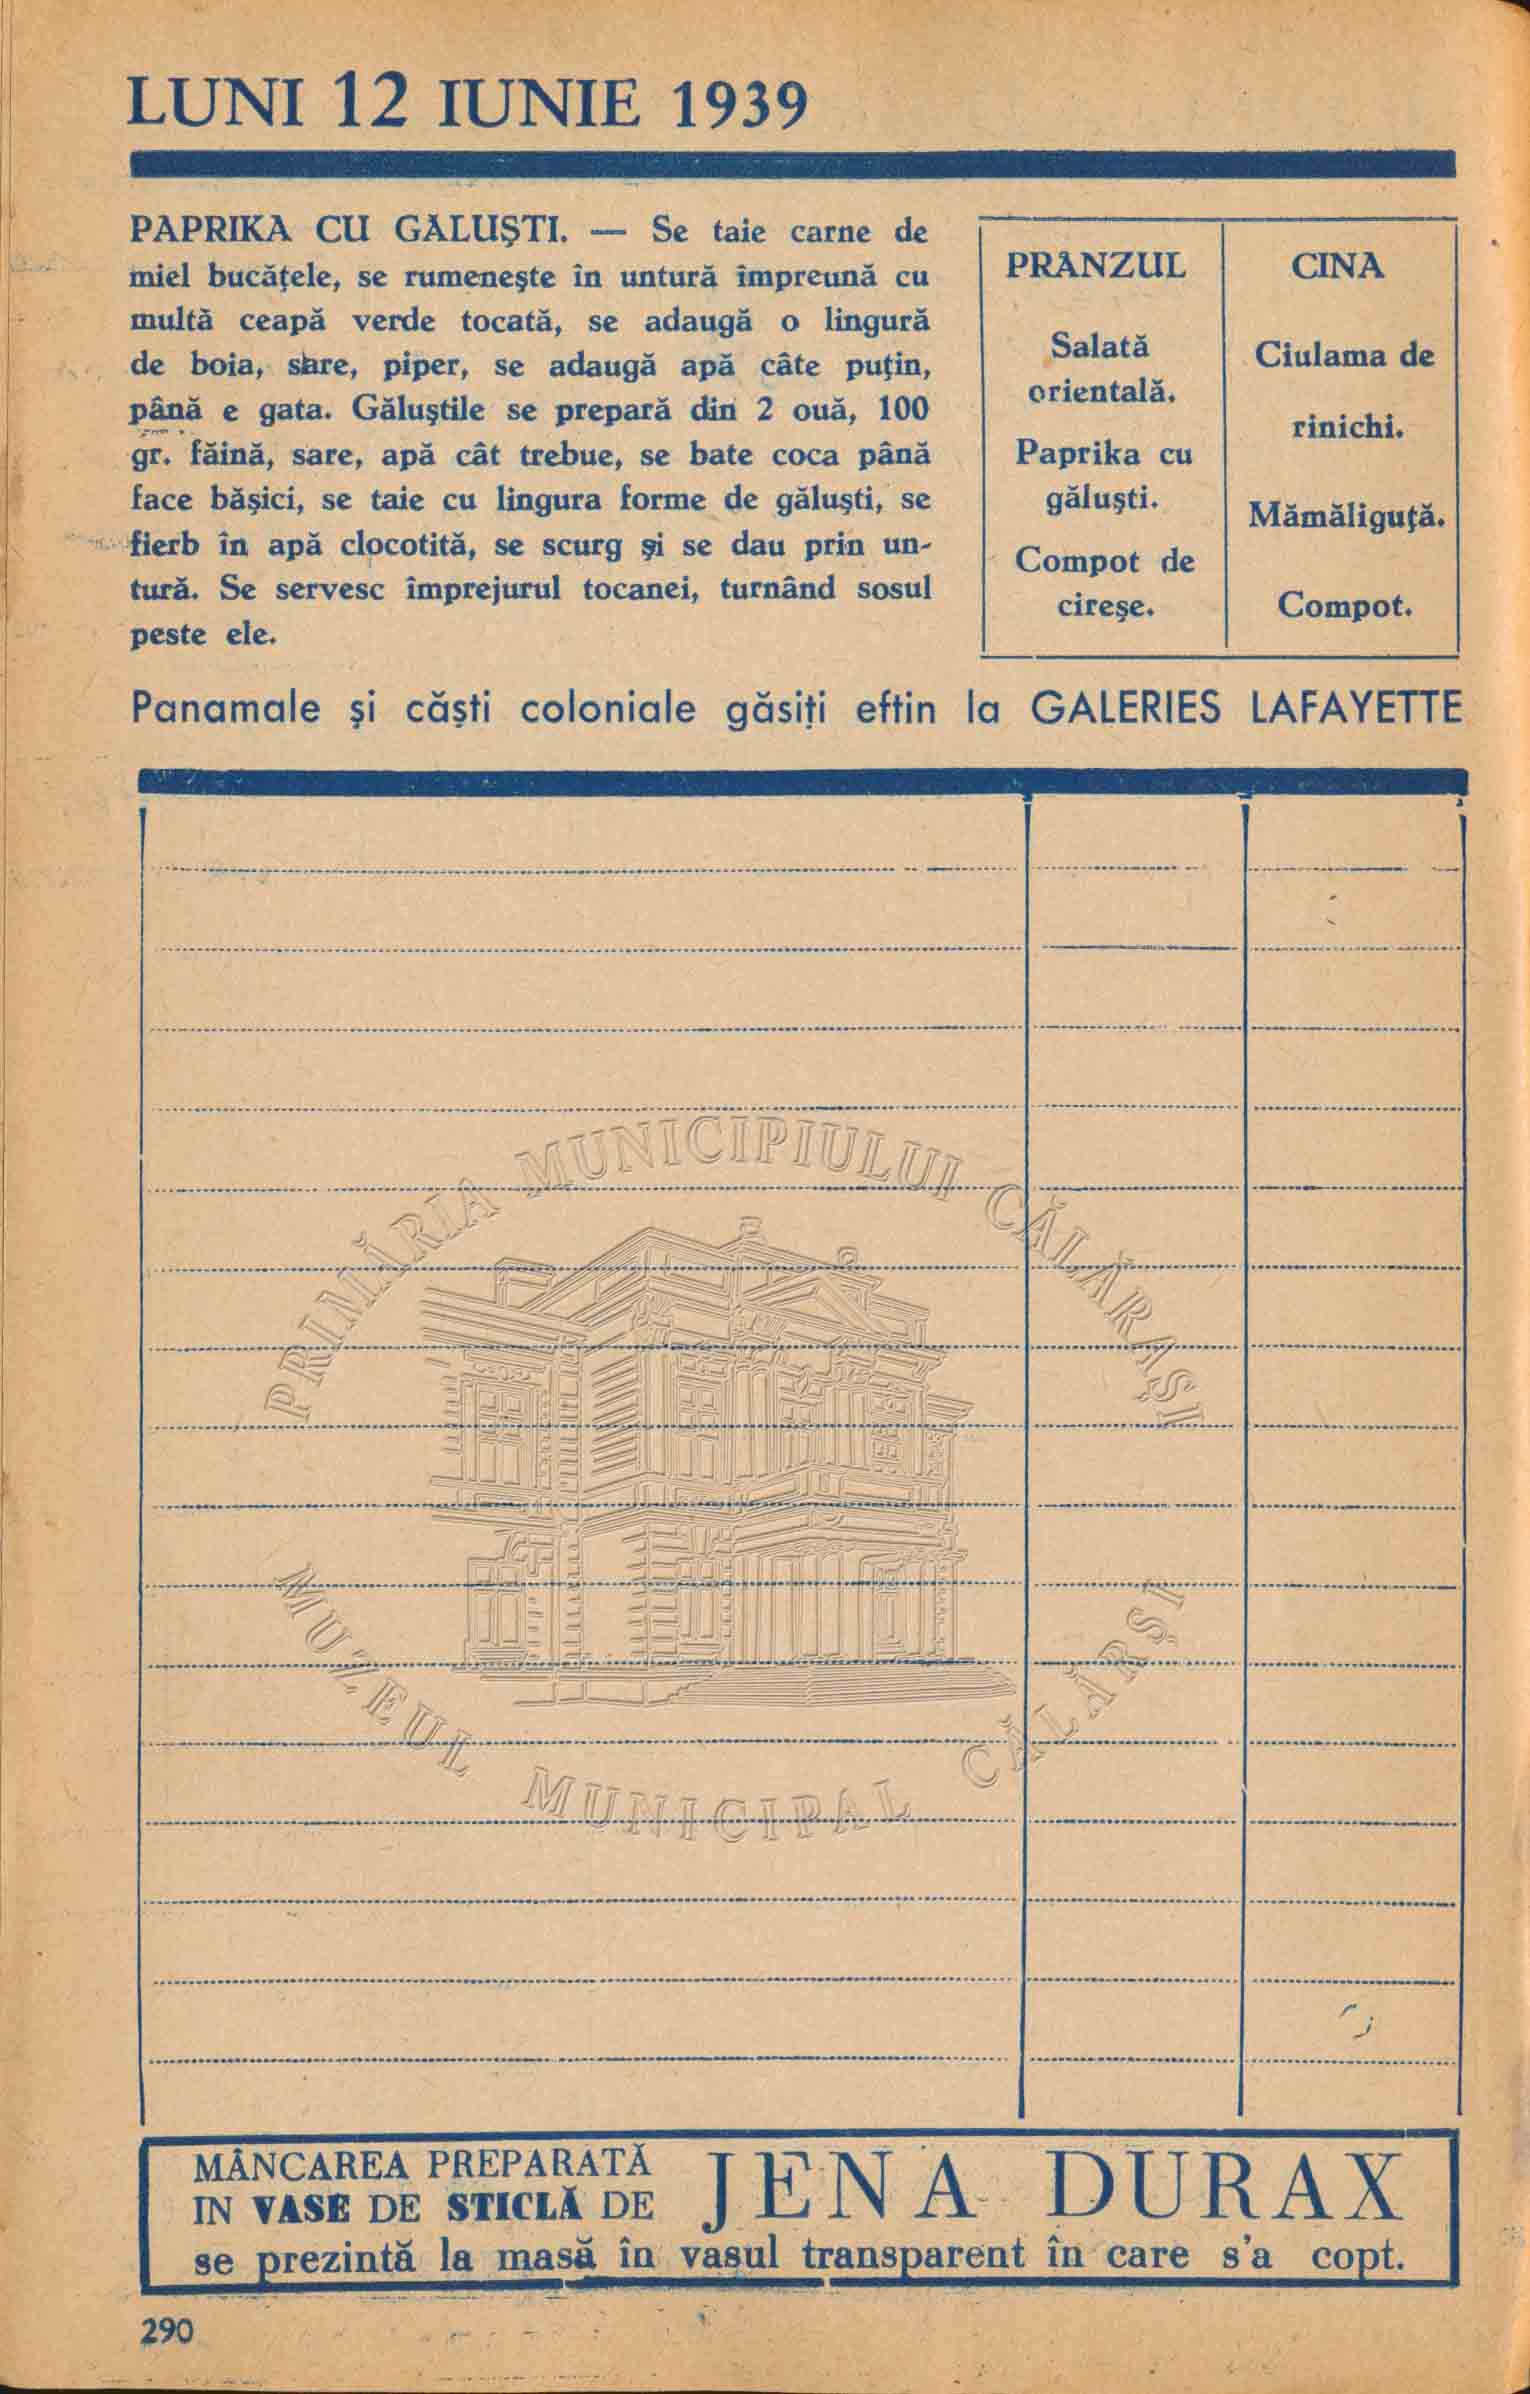 LUNI 12 IUNIE 1939
PAPRIKA CU GALUŞTI. — Se taie carne de
miel bucăţele, se rumeneşte în untură împreună cu
multă ceapă verde tocată, se adaugă o lingură
de boia, sare, piper, se adaugă apă câte puţin,
până e gata. Găluştile se prepară din 2 ouă, 100
gr. făină, sare, apă cât trebue, se bate coca până
face băşici, se taie cu lingura forme de găluşti, se
fierb în apă clocotită, se scurg şi se dau prin un-
tură. Se servesc împrejurul tocanei, turnând sosul
peste ele.
PRANZUL
Salată
orientală.
Paprika cu
găluşti.
Compot de
cireşe.
CINA
Ciulama de
rinichi.
Mămăliguţă.
Compot.
Panamale şi căşti coloniale găsiţi eftin la GALERIES LAFAYETTE
PRIMĂRIA MUNICIPIULUI CĂLĂRAȘI
MUZEUL MUNICIPAL CĂLĂRȘI
MÂNCAREA PREPARATĂ
IN VASE DE STICLĂ DE
JENA DURAX
se prezintă la masă în vasul transparent în care s'a copt.
290